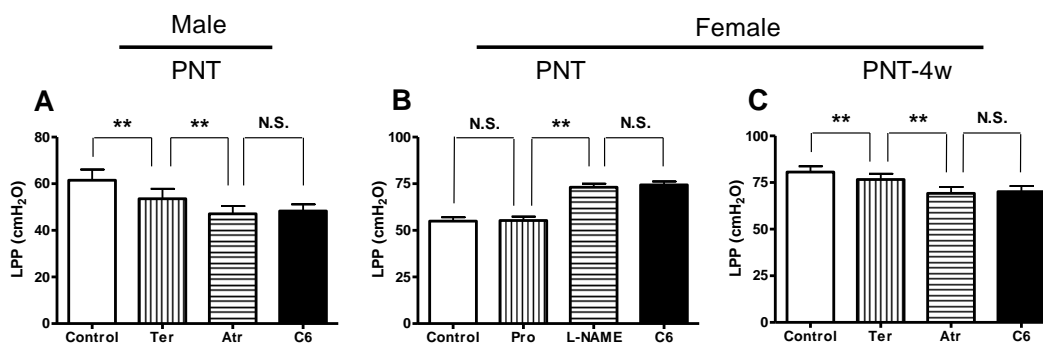 Male
Female
PNT
PNT
PNT-4w
A
B
C
** ** N.S.
N.S. ** N.S.
** ** N.S.
LPP (cmH₂O)
80
60
40
20
0
Control Ter Atr C6
LPP (cmH₂O)
100
75
50
25
0
Control Pro L-NAME C6
LPP (cmH₂O)
100
75
50
25
0
Control Ter Atr C6